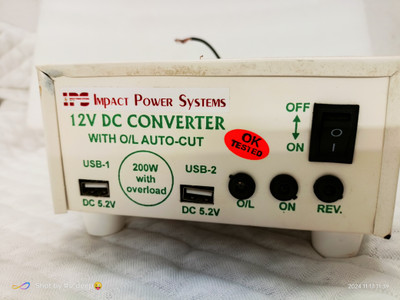 IPS IMPACT POWER SYSTEMS
12V DC CONVERTER
WITH O/L AUTO-CUT
OK
TESTED
OFF
ON
USB-1
DC 5.2V
200W
with
overload
USB-2
DC 5.2V
O/L
ON
REV.